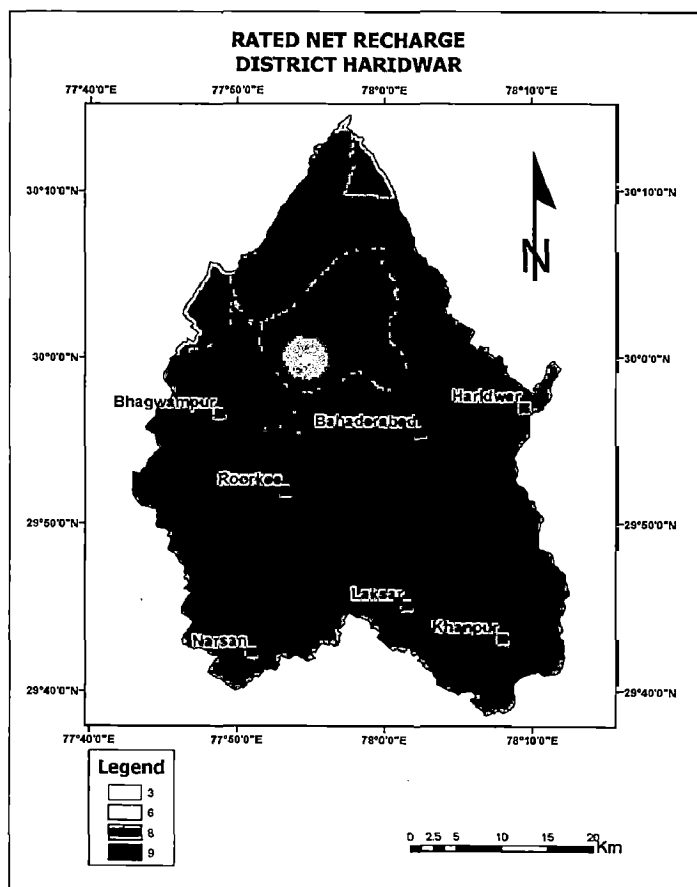 RATED NET RECHARGE
DISTRICT HARIDWAR
77°40'0"E 77°50'0"E 78°0'0"E 78°10'0"E
30°10'0"N 30°10'0"N
N
30°0'0"N 30°0'0"N
Bhagwampur
Haridwar
Bahaderabad
Roorkee
29°50'0"N 29°50'0"N
Laksar
Khanpur
Narsan
29°40'0"N 29°40'0"N
77°40'0"E 77°50'0"E 78°0'0"E 78°10'0"E
Legend
3
6
8
9
0 2.5 5 10 15 20
Km